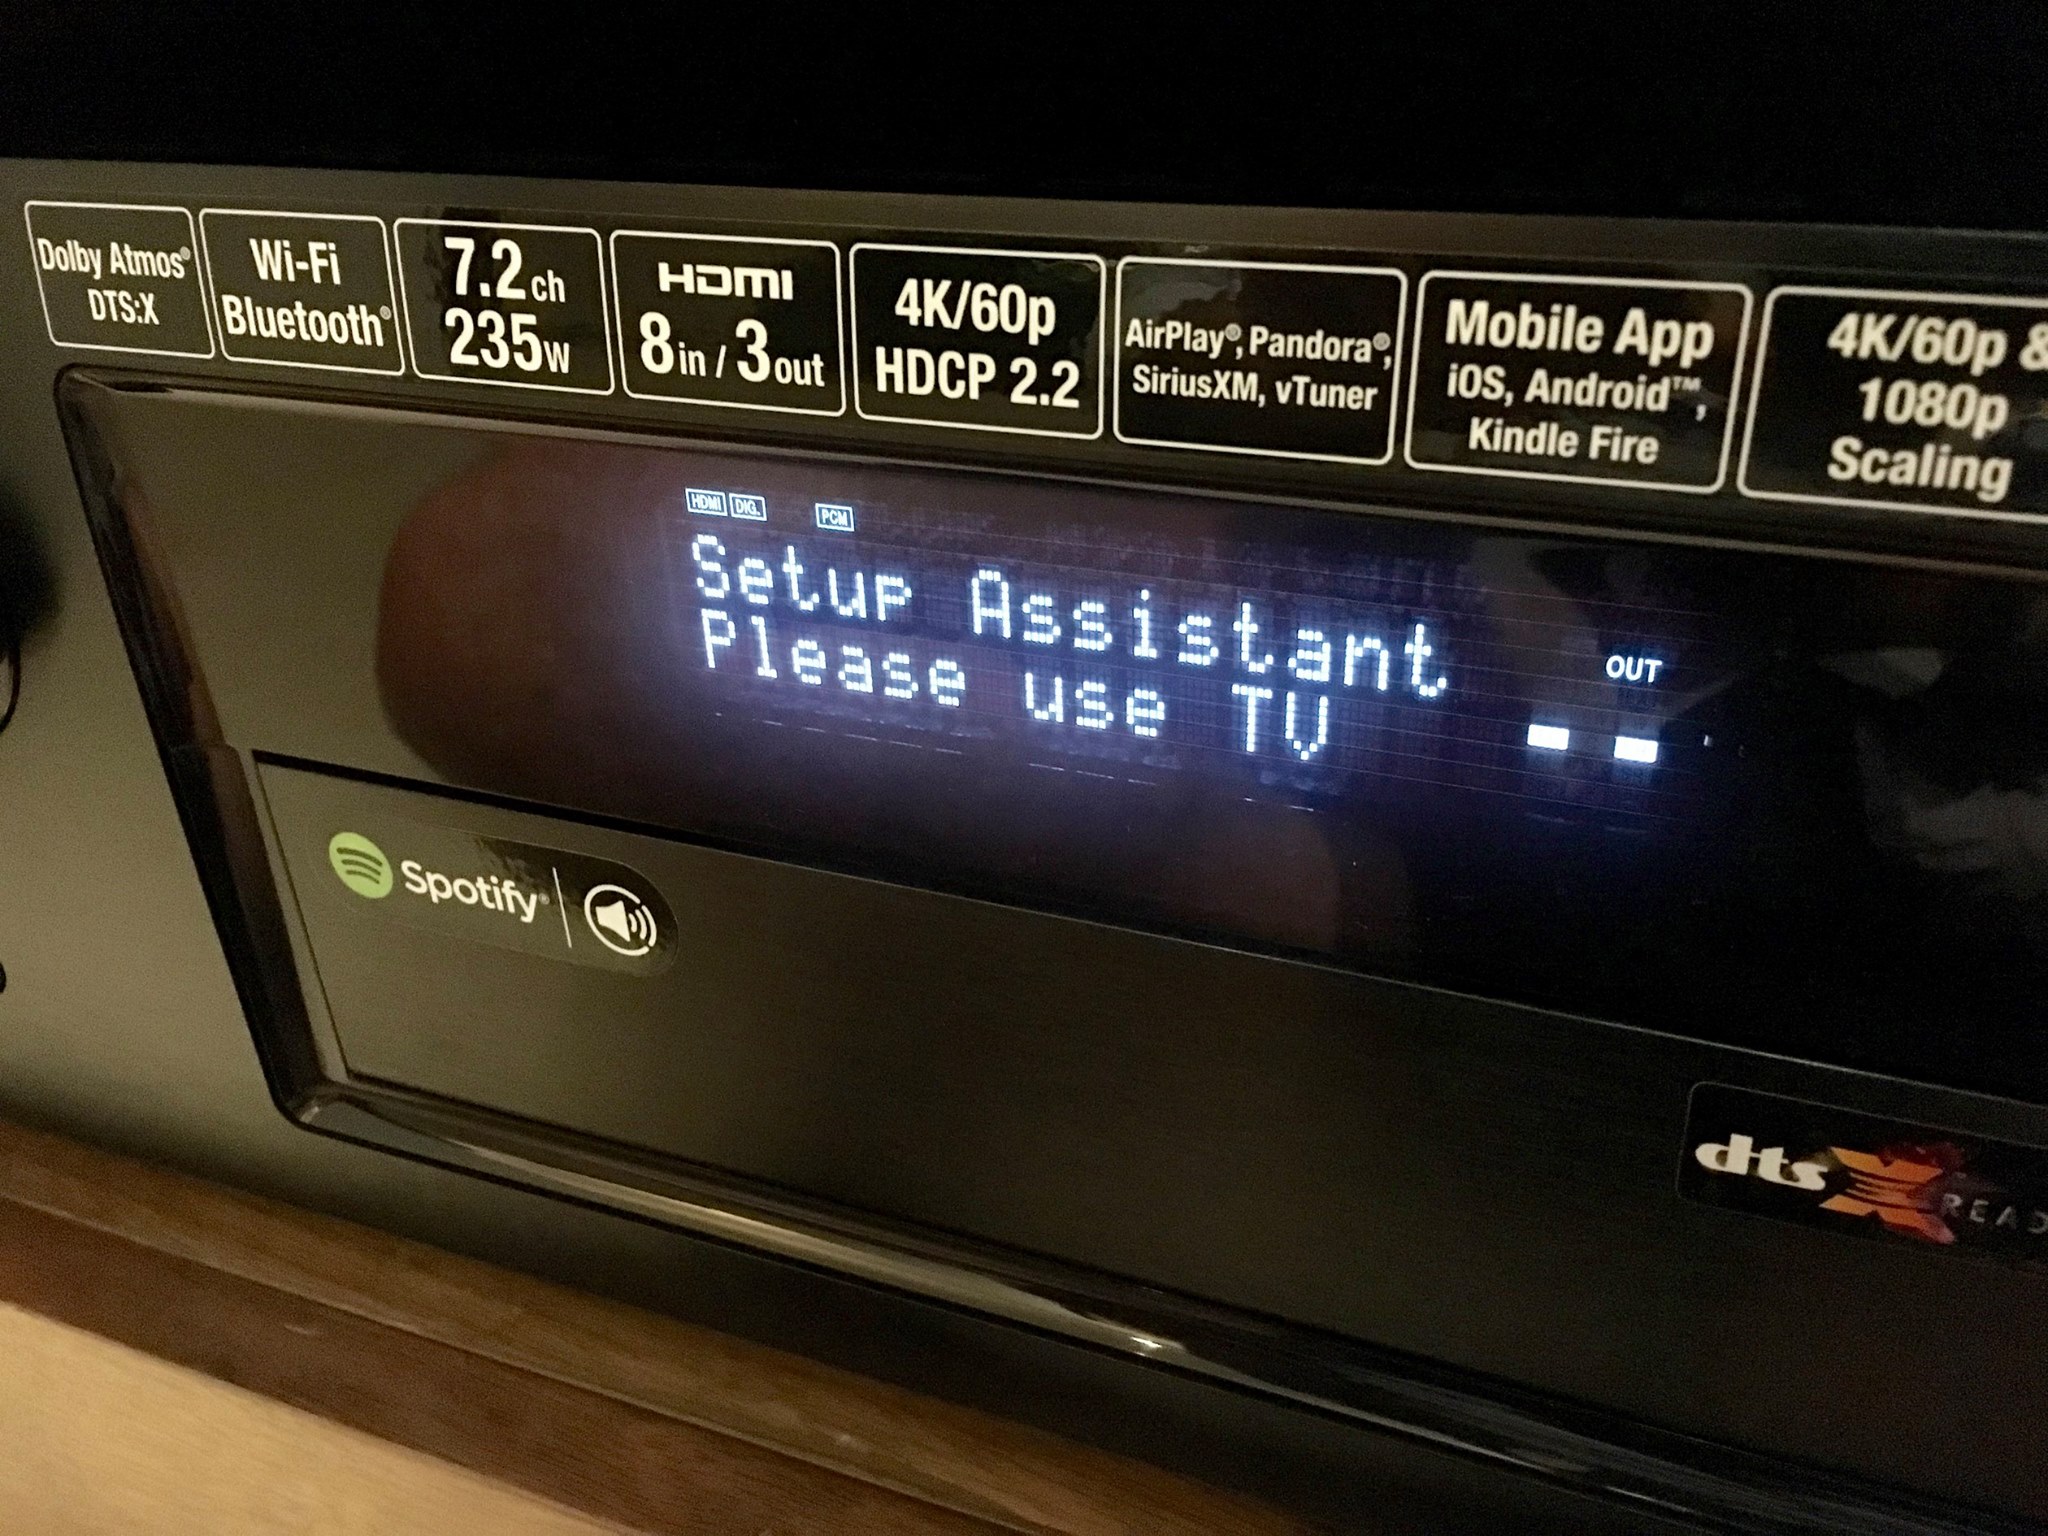 Dolby Atmos®
DTS:X
Wi-Fi
Bluetooth®
7.2ch
235w
HDMI
8in / 3out
4K/60p
HDCP 2.2
AirPlay®, Pandora®,
SiriusXM, vTuner
Mobile App
iOS, Android™,
Kindle Fire
4K/60p &
1080p
Scaling
HDMI DIG. PCM
Setup Assistant
Please use TV
OUT
Spotify®
dts X READ